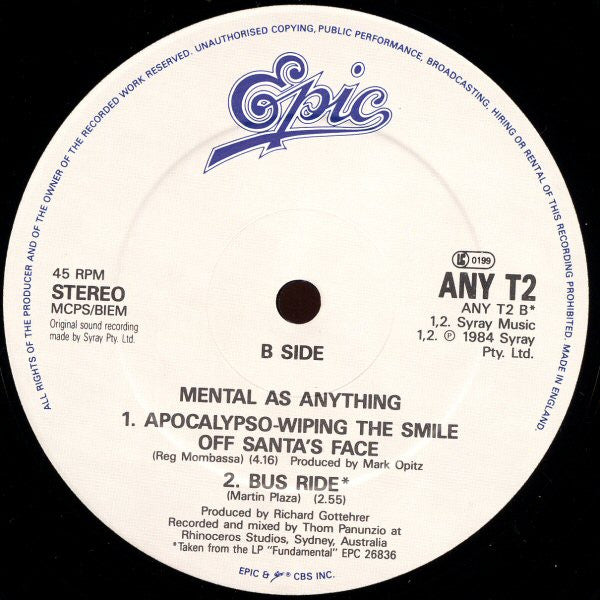 ALL RIGHTS OF THE PRODUCER AND OF THE OWNER OF THE RECORDED WORK RESERVED. UNAUTHORISED COPYING, PUBLIC PERFORMANCE, BROADCASTING, HIRING OR RENTAL OF THIS RECORDING PROHIBITED. MADE IN ENGLAND.
Epic
45 RPM
STEREO
MCPS/BIEM
Original sound recording
made by Syray Pty. Ltd.
LC 0199
ANY T2
ANY T2 B*
1,2. Syray Music
1,2. ℗ 1984 Syray
Pty. Ltd.
B SIDE
MENTAL AS ANYTHING
1. APOCALYPSO-WIPING THE SMILE
OFF SANTA'S FACE
(Reg Mombassa) (4.16) Produced by Mark Opitz
2. BUS RIDE*
(Martin Plaza) (2.55)
Produced by Richard Gottehrer
Recorded and mixed by Thom Panunzio at
Rhinoceros Studios, Sydney, Australia
*Taken from the LP "Fundamental" EPC 26836
EPIC & ® CBS INC.